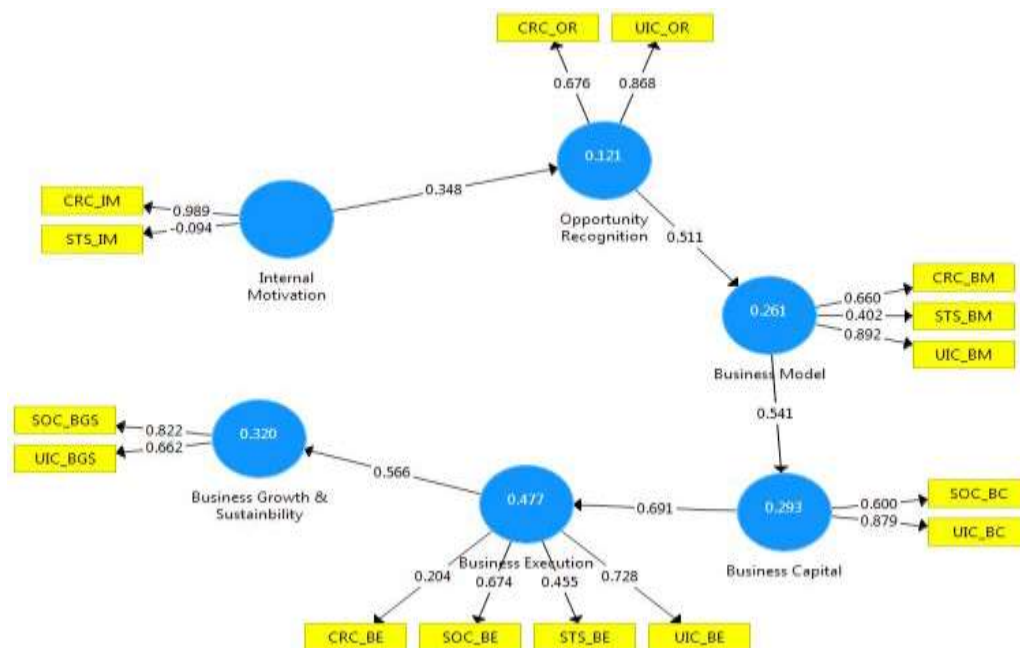 CRC_OR
UIC_OR
0.676
0.868
0.121
CRC_IM
0.989
0.348
STS_IM
-0.094
Opportunity
Recognition
0.511
Internal
Motivation
CRC_BM
0.660
0.261
0.402
STS_BM
0.892
UIC_BM
Business Model
SOC_BGS
0.822
0.320
0.541
UIC_BGS
0.662
0.566
Business Growth &
Sustainbility
0.477
0.691
0.293
0.600
SOC_BC
0.879
UIC_BC
Business Execution
Business Capital
0.204
0.674
0.455
0.728
CRC_BE
SOC_BE
STS_BE
UIC_BE